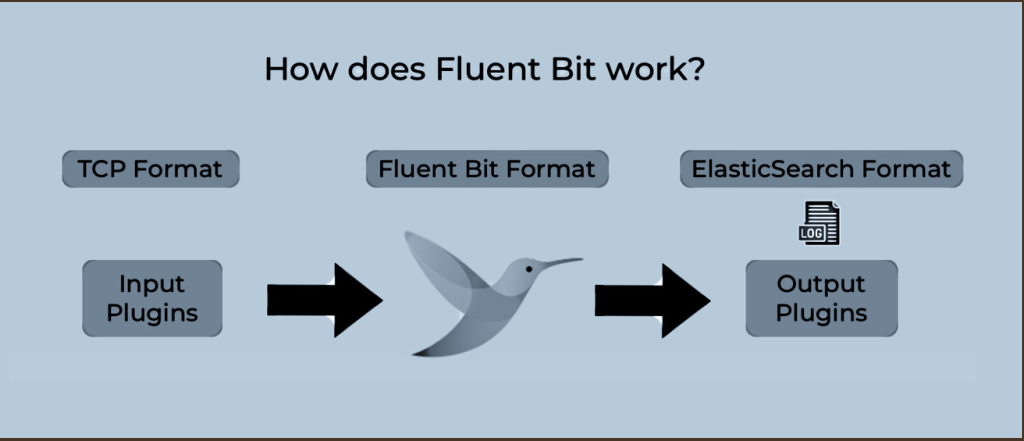 How does Fluent Bit work?
TCP Format
Fluent Bit Format
ElasticSearch Format
LOG
Input
Plugins
Output
Plugins